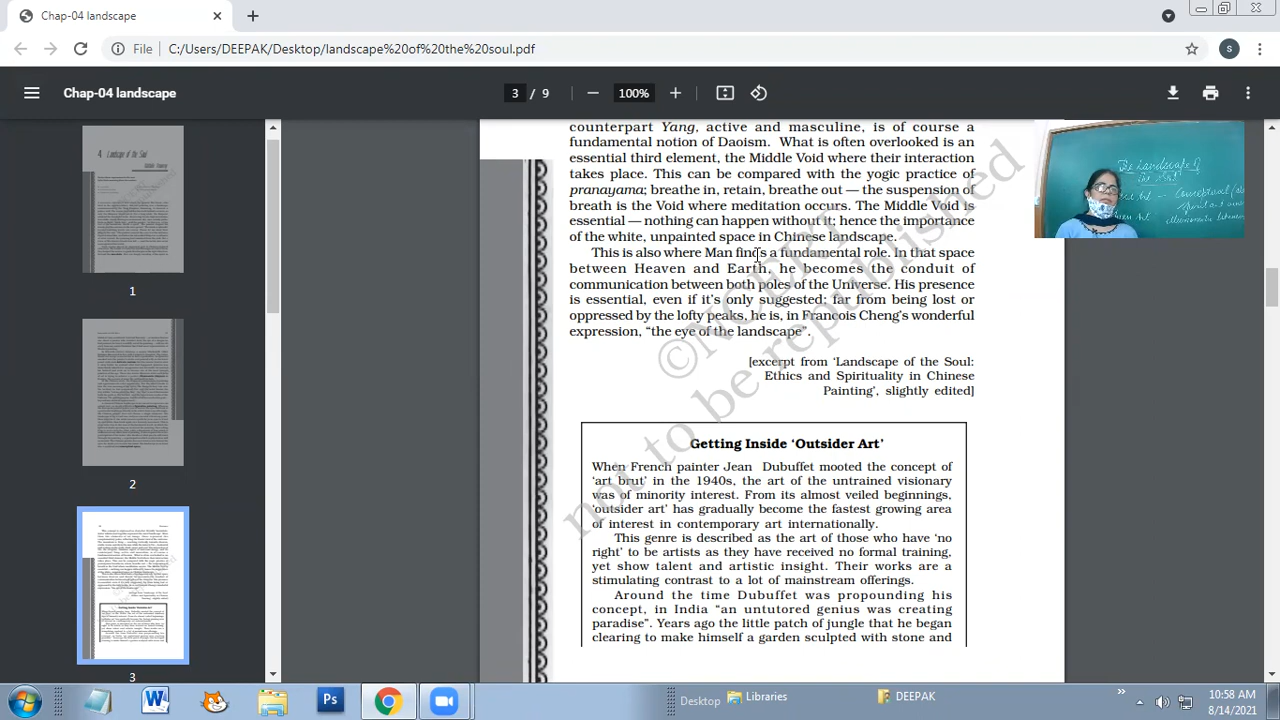 Chap-04 landscape
File C:/Users/DEEPAK/Desktop/landscape%20of%20the%20soul.pdf
S
Chap-04 landscape
3 / 9
100%
1
2
3
counterpart Yang, active and masculine, is of course a
fundamental notion of Daoism. What is often overlooked is an
essential third element, the Middle Void where their interaction
takes place. This can be compared with the yogic practice of
pranayama; breathe in, retain, breathe out — the suspension of
breath is the Void where meditation occurs. The Middle Void is
essential — nothing can happen without it; hence the importance
of the white, unpainted space in Chinese landscape.
This is also where Man finds a fundamental role. In that space
between Heaven and Earth, he becomes the conduit of
communication between both poles of the Universe. His presence
is essential, even if it's only suggested; far from being lost or
oppressed by the lofty peaks, he is, in Francois Cheng's wonderful
expression, “the eye of the landscape”.
[excerpt from ‘Landscape of the Soul:
Ethics and Spirituality in Chinese
Painting’, slightly edited]
Getting Inside ‘Outsider Art’
When French painter Jean Dubuffet mooted the concept of
‘art brut’ in the 1940s, the art of the untrained visionary
was of minority interest. From its almost veiled beginnings,
‘outsider art’ has gradually become the fastest growing area
of interest in contemporary art internationally.
This genre is described as the art of those who have ‘no
right’ to be artists as they have received no formal training,
yet show talent and artistic insight. Their works are a
stimulating contrast to a lot of mainstream offerings.
Around the time Dubuffet was propounding his
concept, in India “an untutored genius was creating
paradise”. Years ago the little patch of jungle that he began
clearing to make himself a garden sculpted with stone and
©NCERT
not to be republished
Desktop
Libraries
DEEPAK
10:58 AM
8/14/2021